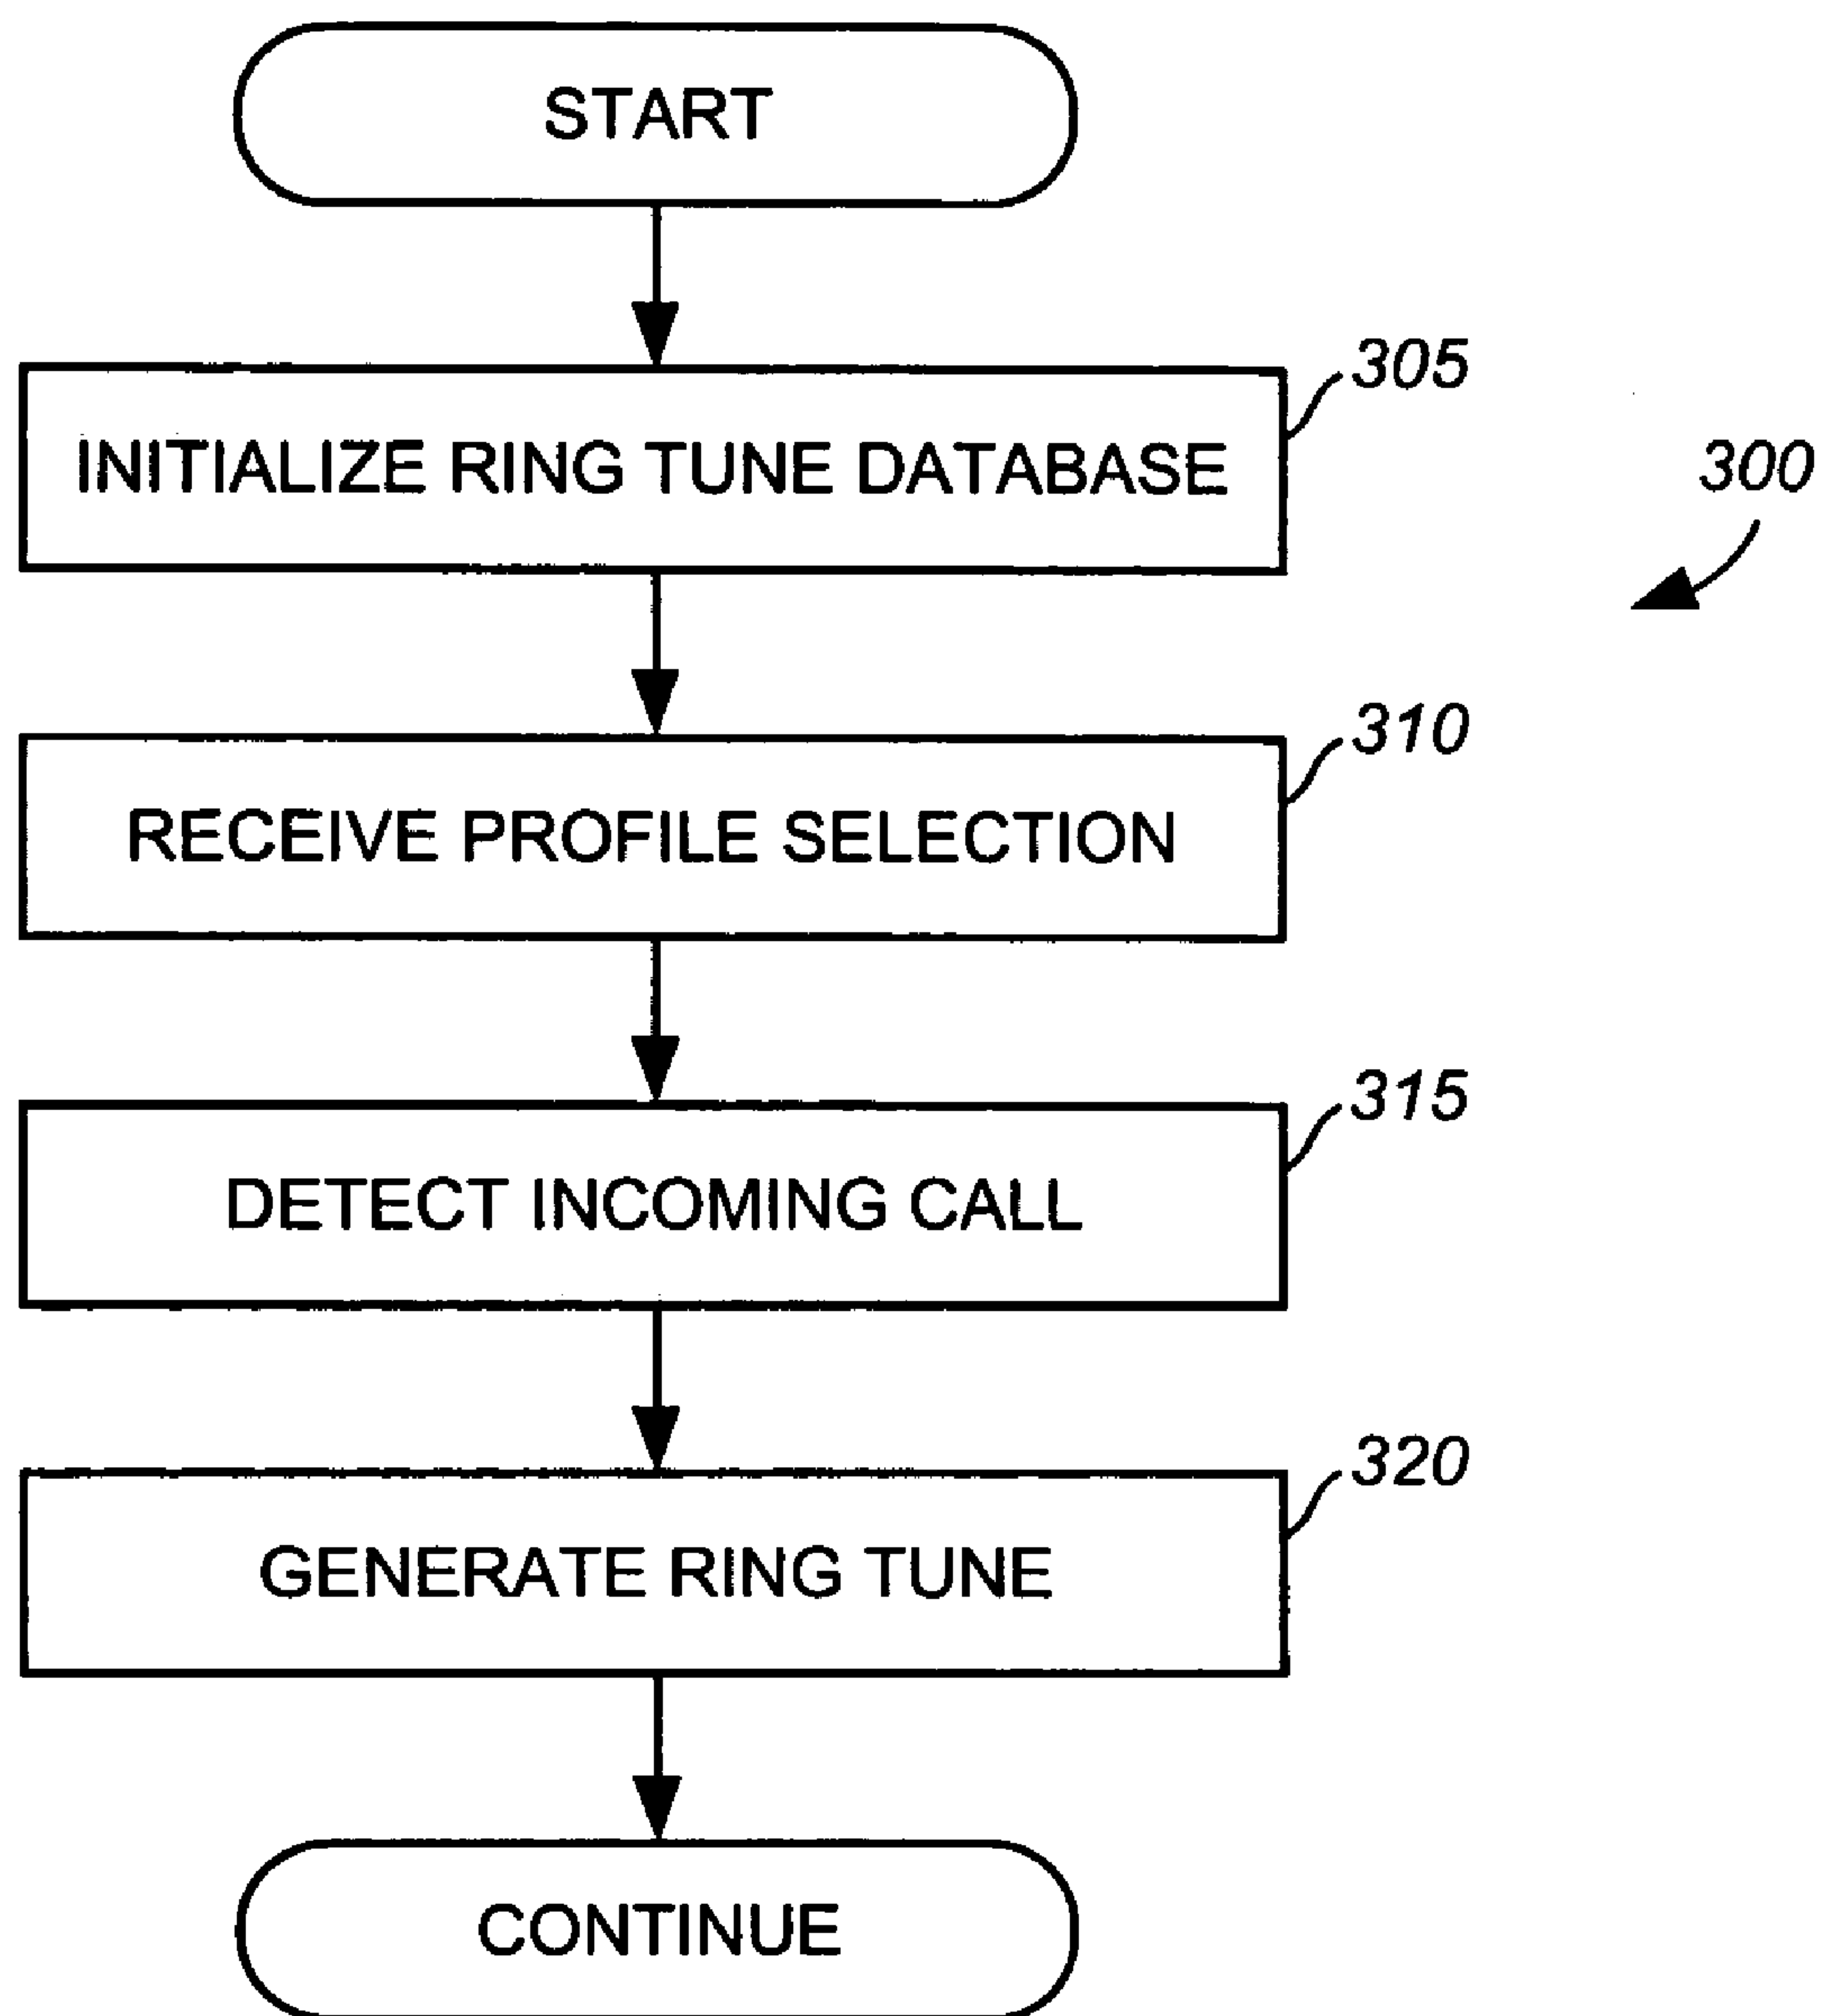 START
305
INITIALIZE RING TUNE DATABASE
300
310
RECEIVE PROFILE SELECTION
315
DETECT INCOMING CALL
320
GENERATE RING TUNE
CONTINUE